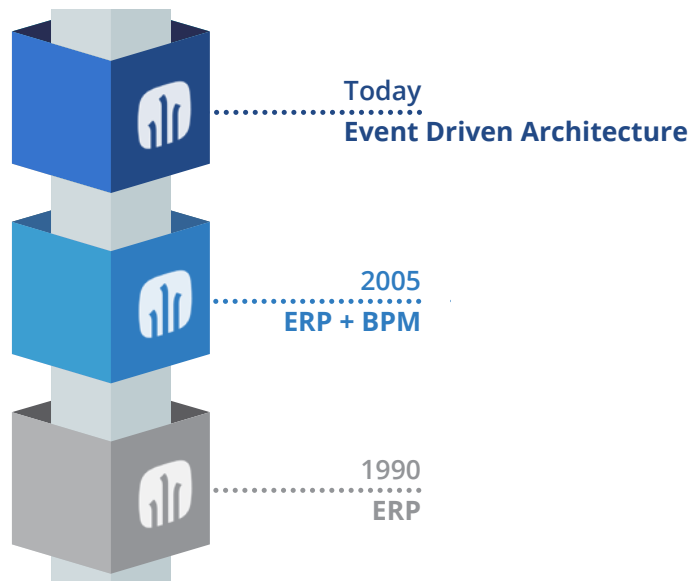 Today
Event Driven Architecture
2005
ERP + BPM
1990
ERP